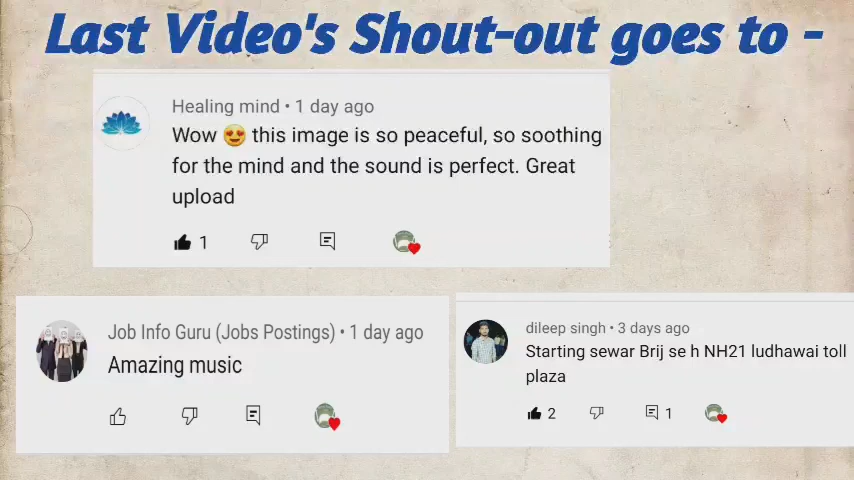 Last Video's Shout-out goes to -
Healing mind • 1 day ago
Wow 😍 this image is so peaceful, so soothing
for the mind and the sound is perfect. Great
upload
1
Job Info Guru (Jobs Postings) • 1 day ago
Amazing music
dileep singh • 3 days ago
Starting sewar Brij se h NH21 ludhawai toll
plaza
2 1